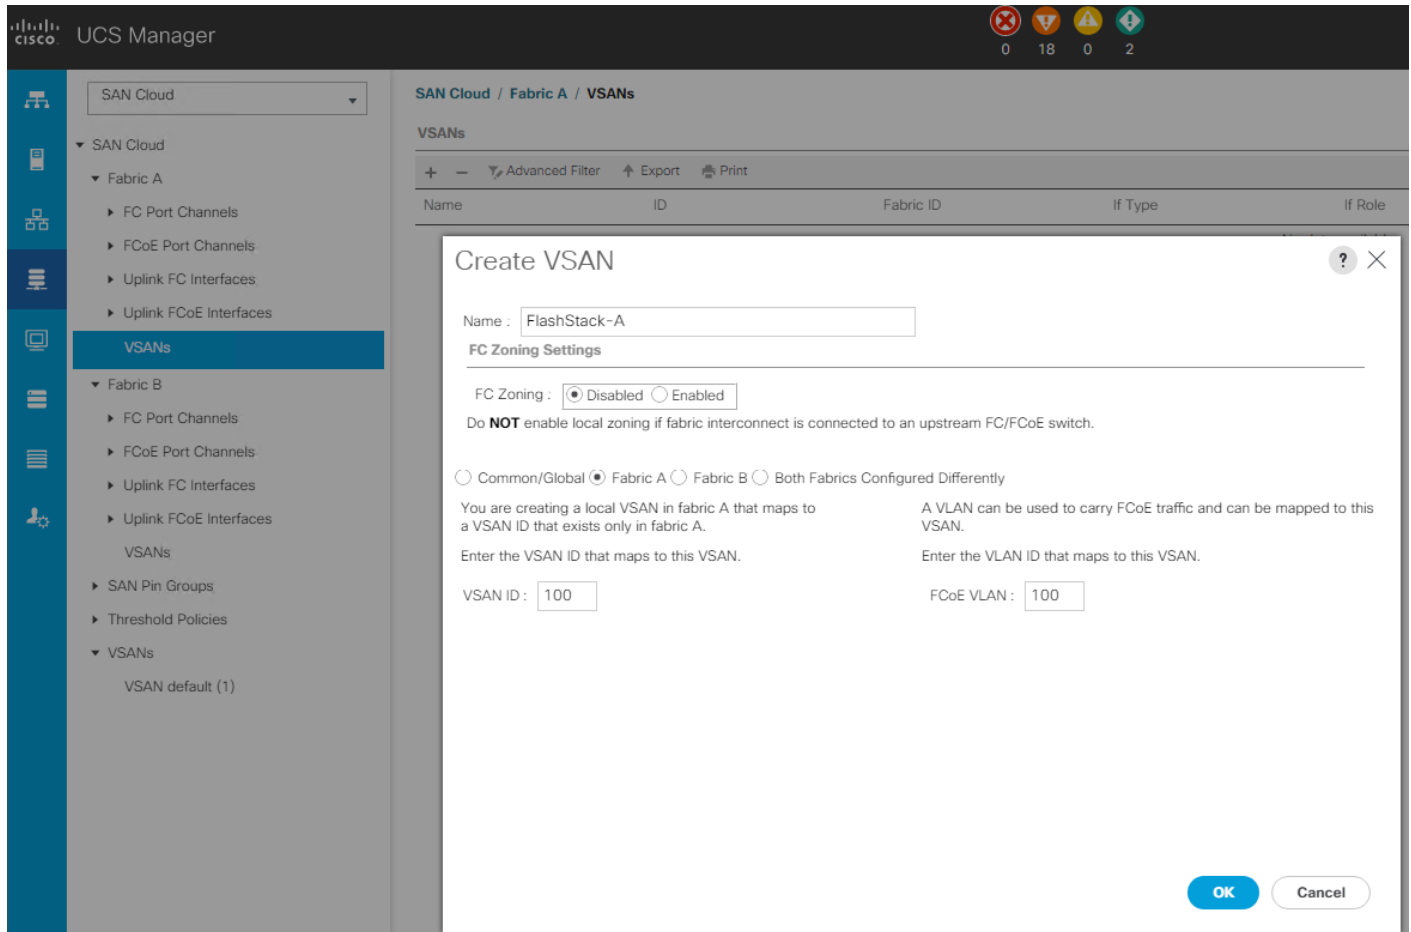 cisco UCS Manager
0 18 0 2
SAN Cloud
SAN Cloud
Fabric A
FC Port Channels
FCoE Port Channels
Uplink FC Interfaces
Uplink FCoE Interfaces
VSANs
Fabric B
FC Port Channels
FCoE Port Channels
Uplink FC Interfaces
Uplink FCoE Interfaces
VSANs
SAN Pin Groups
Threshold Policies
VSANs
VSAN default (1)
SAN Cloud / Fabric A / VSANs
VSANs
+ − Advanced Filter Export Print
Name ID Fabric ID If Type If Role
Create VSAN ? ×
Name : FlashStack-A
FC Zoning Settings
FC Zoning : Disabled Enabled
Do NOT enable local zoning if fabric interconnect is connected to an upstream FC/FCoE switch.
Common/Global Fabric A Fabric B Both Fabrics Configured Differently
You are creating a local VSAN in fabric A that maps to
a VSAN ID that exists only in fabric A.
Enter the VSAN ID that maps to this VSAN.
VSAN ID : 100
A VLAN can be used to carry FCoE traffic and can be mapped to this
VSAN.
Enter the VLAN ID that maps to this VSAN.
FCoE VLAN : 100
OK Cancel